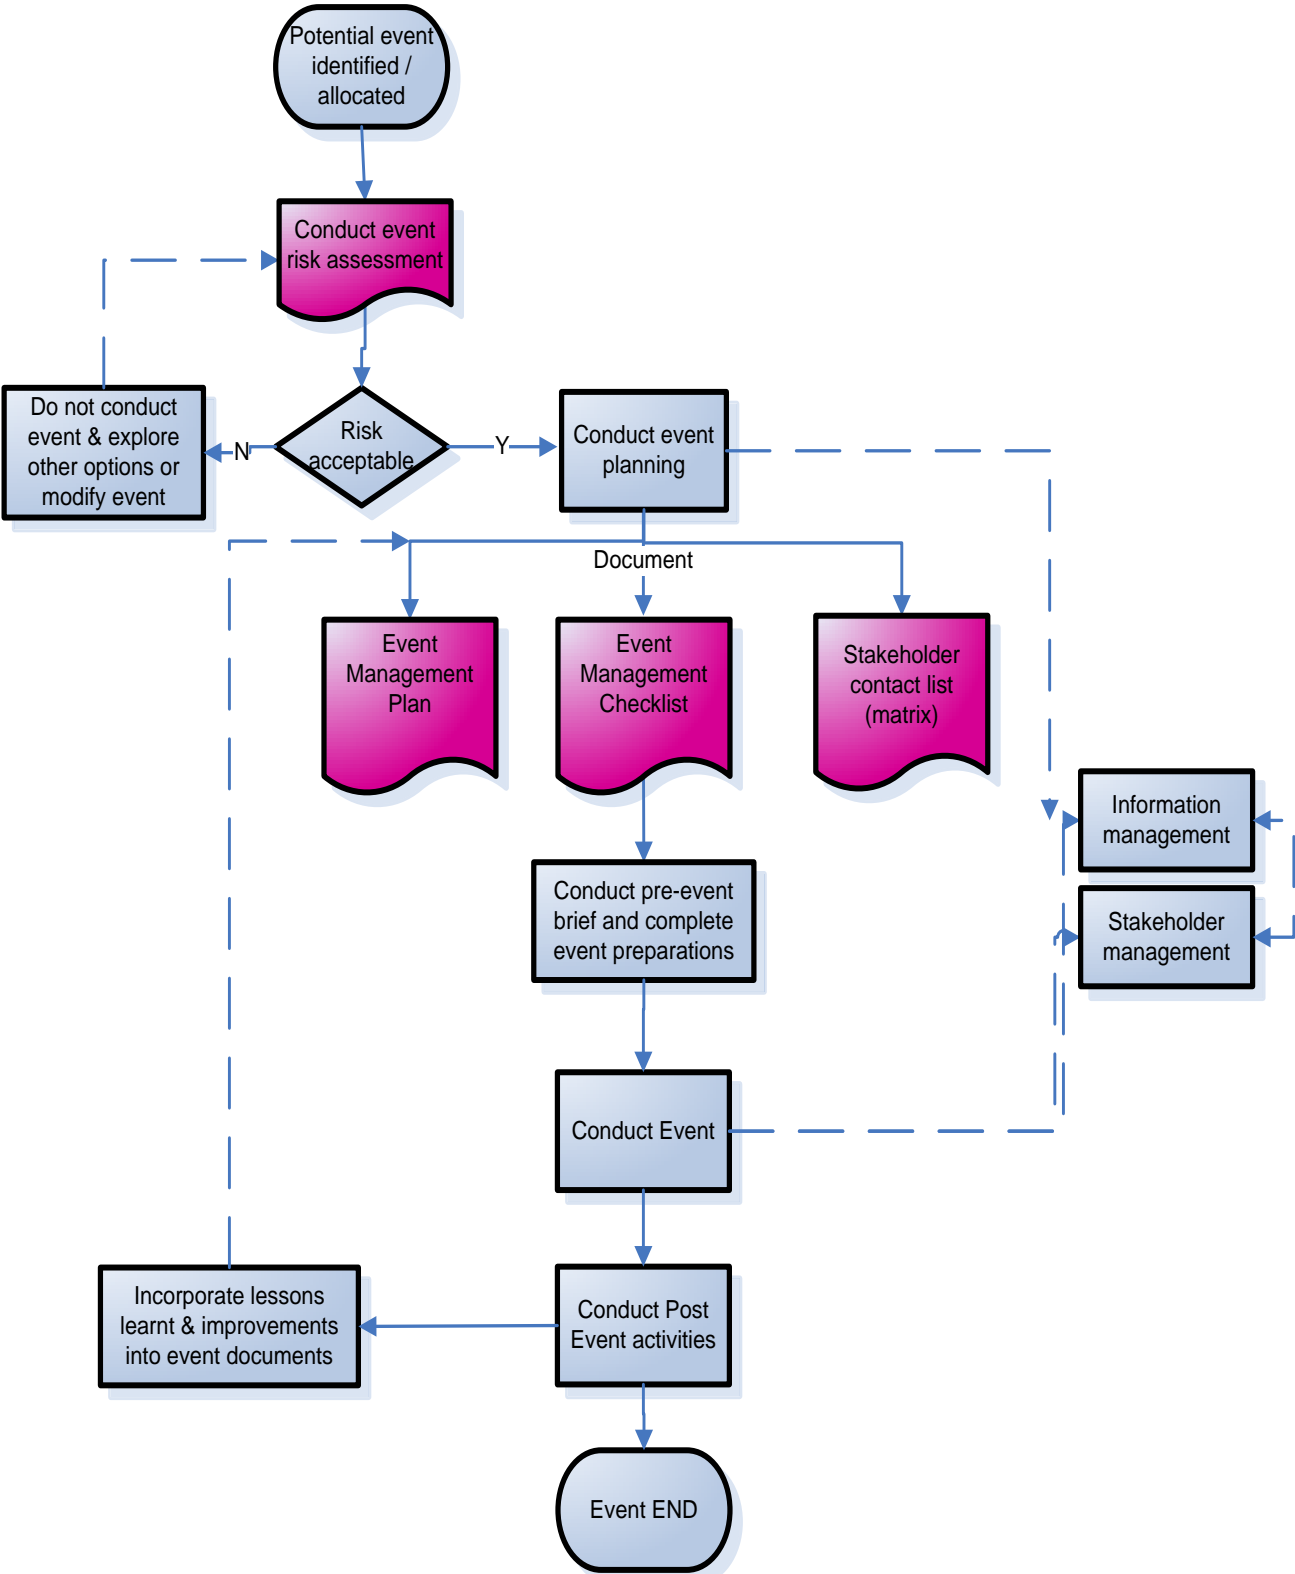 Potential event
identified /
allocated
Conduct event
risk assessment
Risk
acceptable
N
Y
Do not conduct
event & explore
other options or
modify event
Conduct event
planning
Document
Event
Management
Plan
Event
Management
Checklist
Stakeholder
contact list
(matrix)
Information
management
Stakeholder
management
Conduct pre-event
brief and complete
event preparations
Conduct Event
Conduct Post
Event activities
Incorporate lessons
learnt & improvements
into event documents
Event END